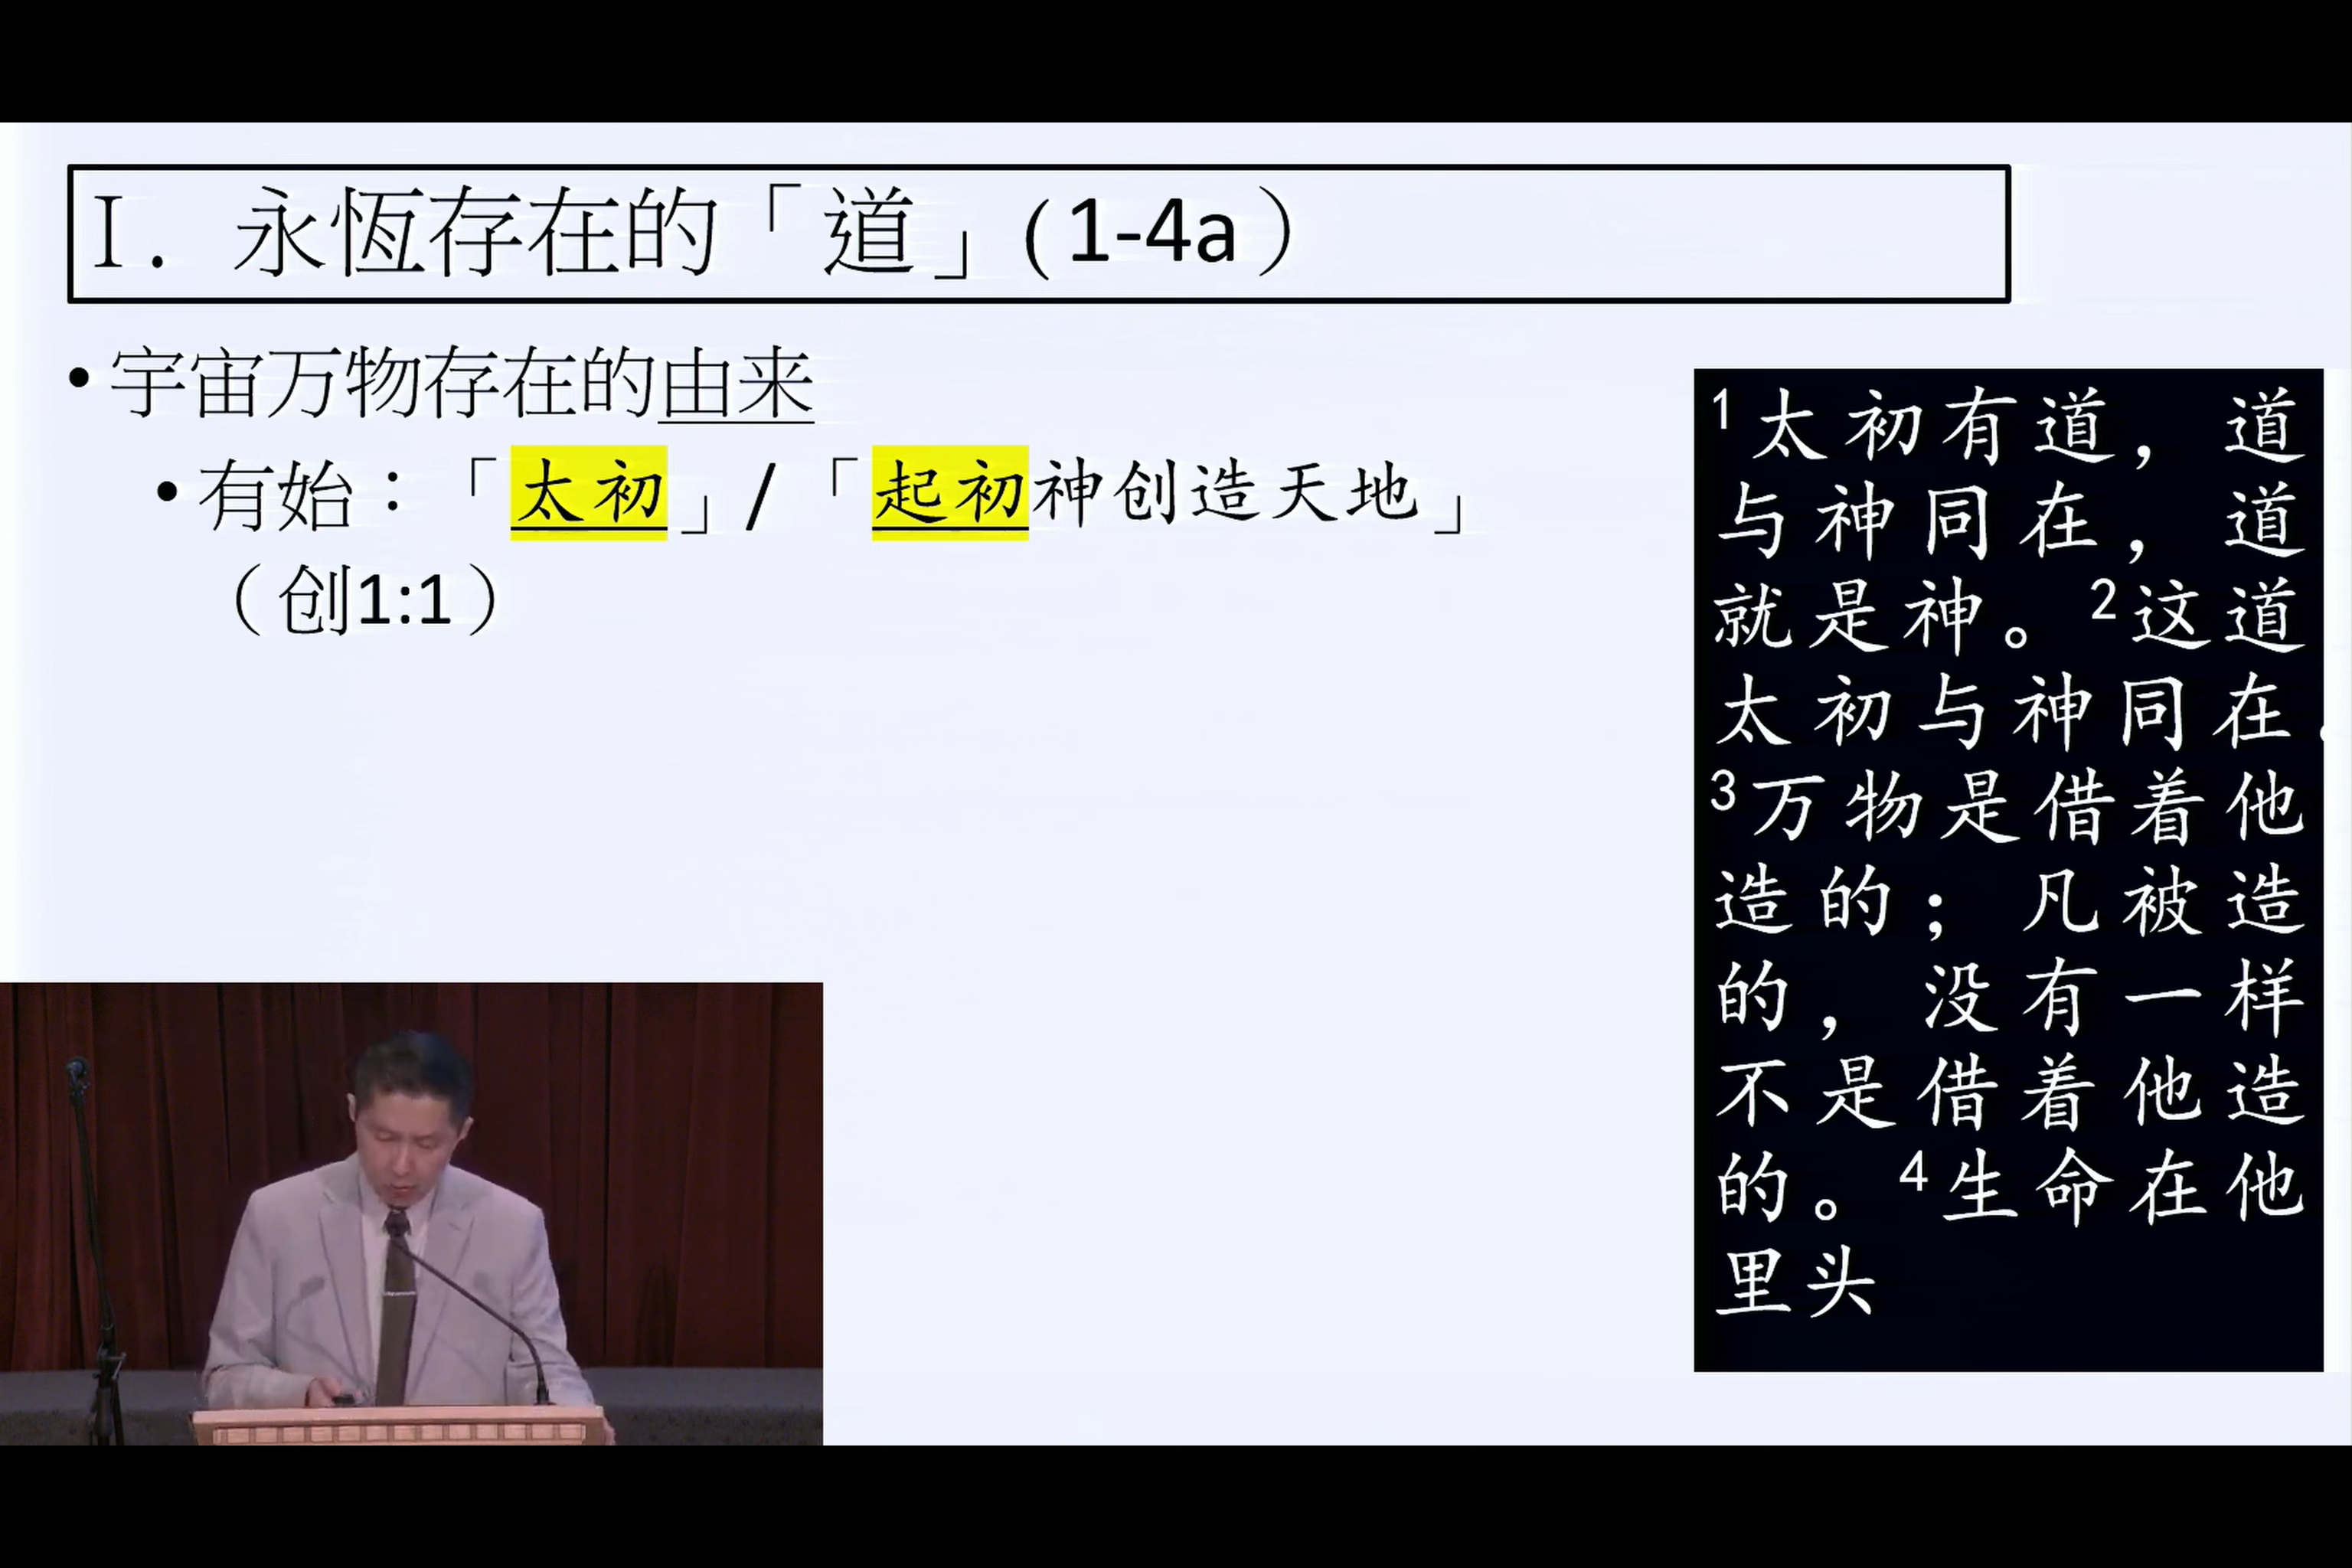 I. 永恆存在的「道」(1-4a）
•宇宙万物存在的由来
•有始：「太初」/「起初神创造天地」
（创1:1）
1太初有道，道
与神同在，道
就是神。2这道
太初与神同在.
3万物是借着他
造的；凡被造
的，没有一样
不是借着他造
的。4生命在他
里头